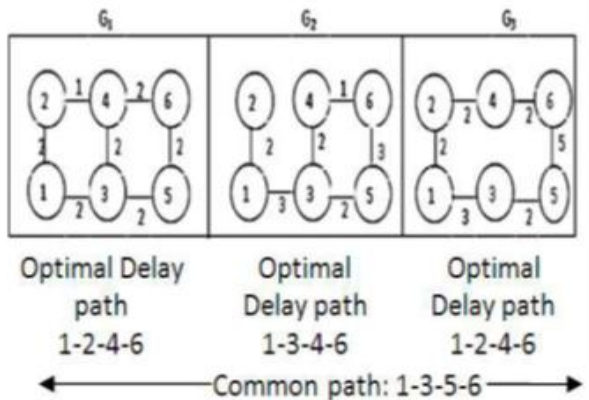 G₁ G₂ G₃
2 1 4 2 6
2 2 2
1 2 3 2 5
2 4 1 6
2 2 3
1 3 3 2 5
2 2 4 2 6
2 5
1 3 3 2 5
Optimal Delay path
1-2-4-6
Optimal Delay path
1-3-4-6
Optimal Delay path
1-2-4-6
Common path: 1-3-5-6